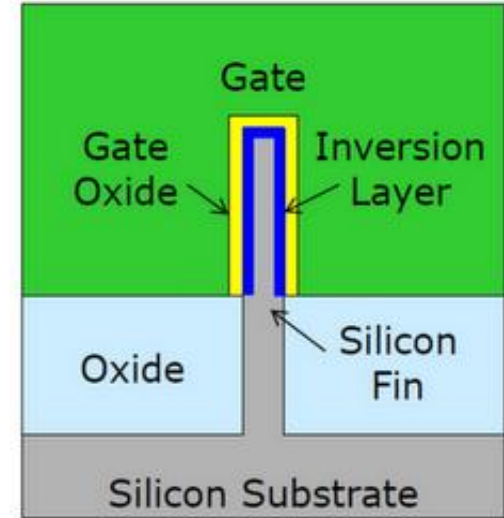 Gate
Gate
Oxide
Inversion
Layer
Oxide
Silicon
Fin
Silicon Substrate